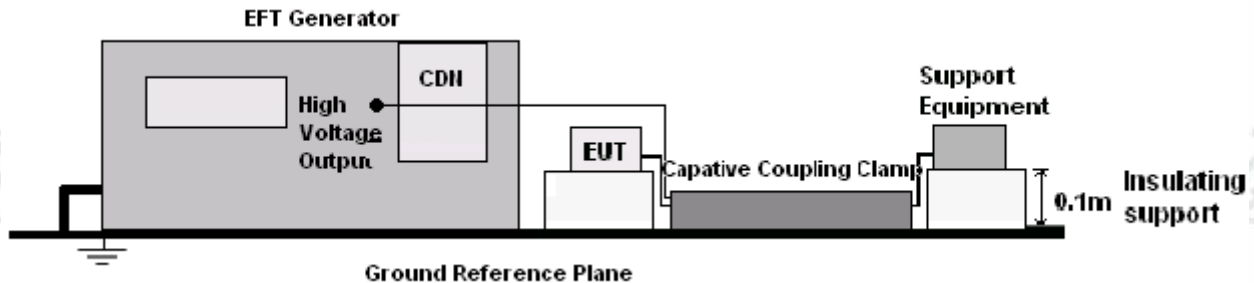 EFT Generator
CDN
High
Voltage
Output
EUT
Capative Coupling Clamp
Support
Equipment
0.1m
Insulating
support
Ground Reference Plane